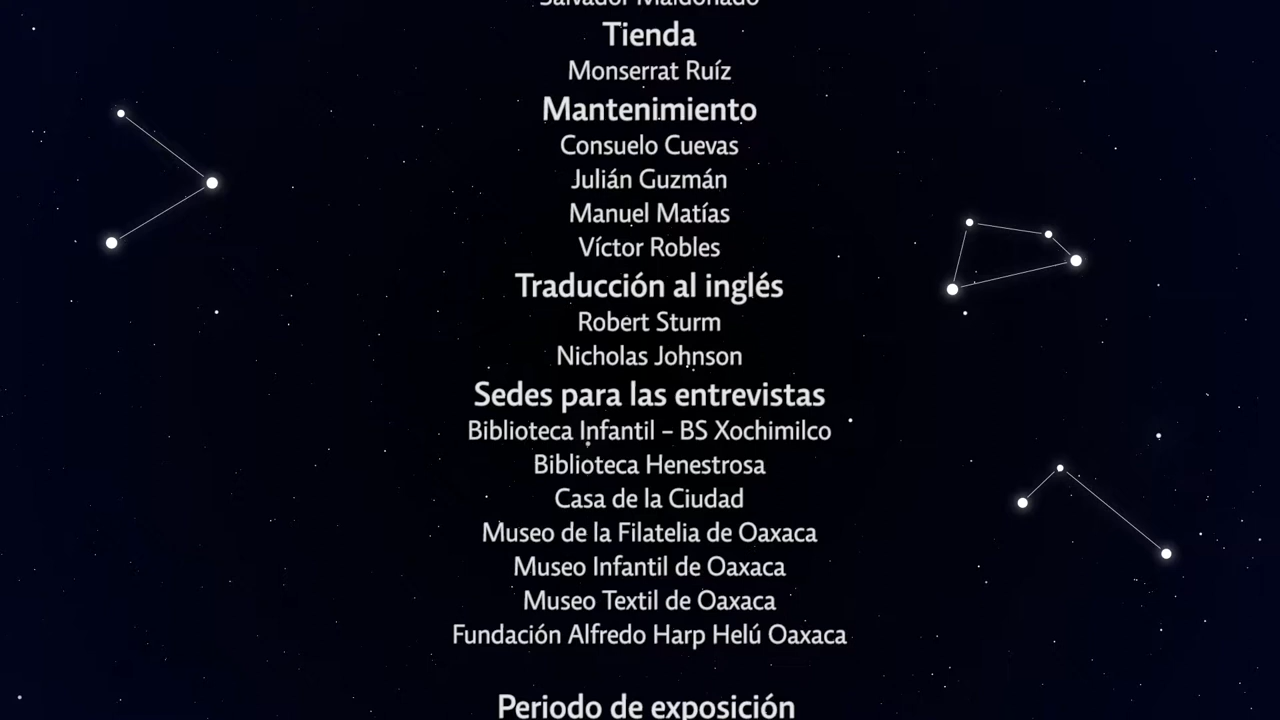 Salvador Maldonado
Tienda
Monserrat Ruíz
Mantenimiento
Consuelo Cuevas
Julián Guzmán
Manuel Matías
Víctor Robles
Traducción al inglés
Robert Sturm
Nicholas Johnson
Sedes para las entrevistas
Biblioteca Infantil – BS Xochimilco
Biblioteca Henestrosa
Casa de la Ciudad
Museo de la Filatelia de Oaxaca
Museo Infantil de Oaxaca
Museo Textil de Oaxaca
Fundación Alfredo Harp Helú Oaxaca
Periodo de exposición